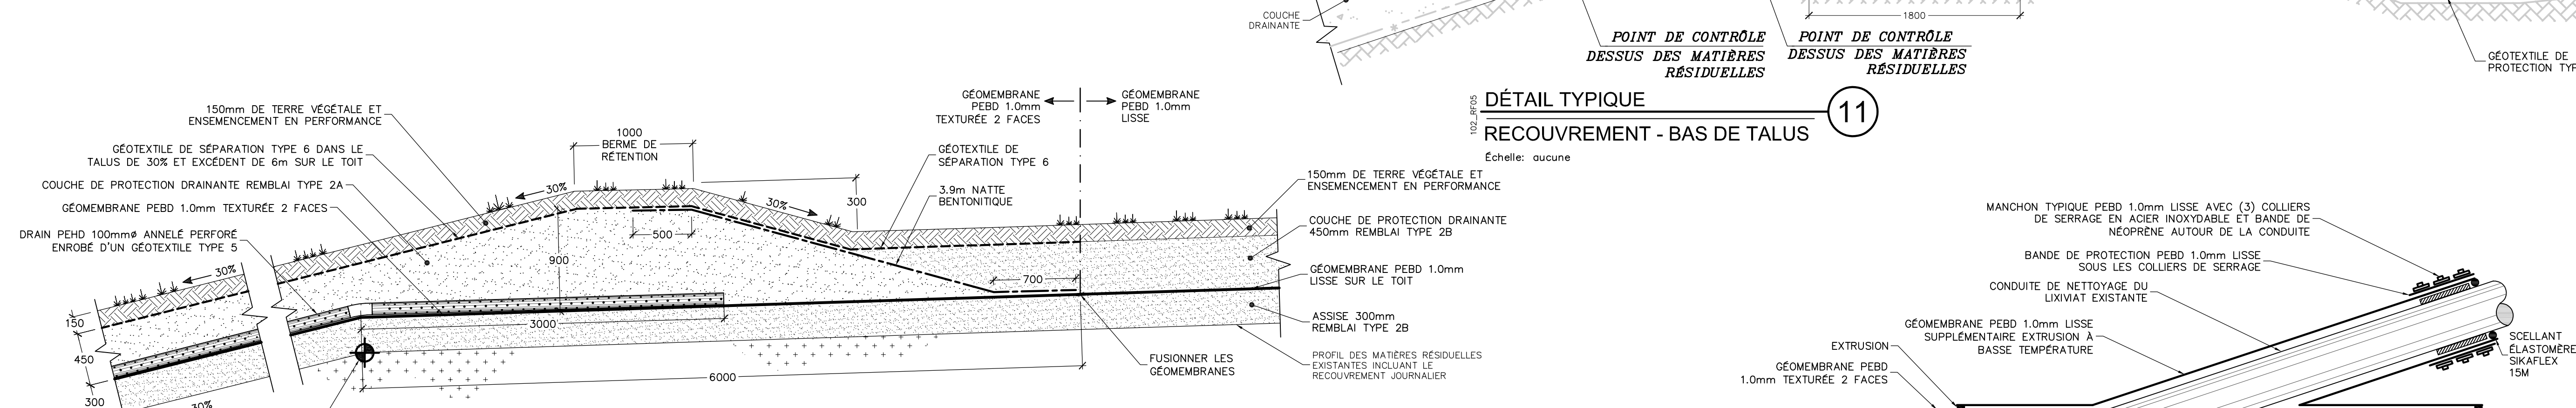 COUCHE
DRAINANTE
1800
POINT DE CONTRÔLE
DESSUS DES MATIÈRES
RÉSIDUELLES
POINT DE CONTRÔLE
DESSUS DES MATIÈRES
RÉSIDUELLES
GÉOTEXTILE DE
102_RF05
DÉTAIL TYPIQUE
11
RECOUVREMENT - BAS DE TALUS
Échelle: aucune
150mm DE TERRE VÉGÉTALE ET
ENSEMENCEMENT EN PERFORMANCE
GÉOTEXTILE DE SÉPARATION TYPE 6 DANS LE
TALUS DE 30% ET EXCÉDENT DE 6m SUR LE TOIT
COUCHE DE PROTECTION DRAINANTE REMBLAI TYPE 2A
GÉOMEMBRANE PEBD 1.0mm TEXTURÉE 2 FACES
DRAIN PEHD 100mmø ANNELÉ PERFORÉ
ENROBÉ D'UN GÉOTEXTILE TYPE 5
30%
150
450
300
30%
1000
BERME DE
RÉTENTION
30%
30%
300
500
900
700
3000
6000
GÉOMEMBRANE
PEBD 1.0mm
TEXTURÉE 2 FACES
GÉOMEMBRANE
PEBD 1.0mm
LISSE
GÉOTEXTILE DE
SÉPARATION TYPE 6
3.9m NATTE
BENTONITIQUE
150mm DE TERRE VÉGÉTALE ET
ENSEMENCEMENT EN PERFORMANCE
COUCHE DE PROTECTION DRAINANTE
450mm REMBLAI TYPE 2B
GÉOMEMBRANE PEBD 1.0mm
LISSE SUR LE TOIT
ASSISE 300mm
REMBLAI TYPE 2B
PROFIL DES MATIÈRES RÉSIDUELLES
EXISTANTES INCLUANT LE
RECOUVREMENT JOURNALIER
FUSIONNER LES
GÉOMEMBRANES
MANCHON TYPIQUE PEBD 1.0mm LISSE AVEC (3) COLLIERS
DE SERRAGE EN ACIER INOXYDABLE ET BANDE DE
NÉOPRÈNE AUTOUR DE LA CONDUITE
BANDE DE PROTECTION PEBD 1.0mm LISSE
SOUS LES COLLIERS DE SERRAGE
CONDUITE DE NETTOYAGE DU
LIXIVIAT EXISTANTE
GÉOMEMBRANE PEBD 1.0mm LISSE
SUPPLÉMENTAIRE EXTRUSION À
BASSE TEMPÉRATURE
EXTRUSION
GÉOMEMBRANE PEBD
1.0mm TEXTURÉE 2 FACES
SCELLANT
ÉLASTOMÈRE
SIKAFLEX
15M
PROTECTION